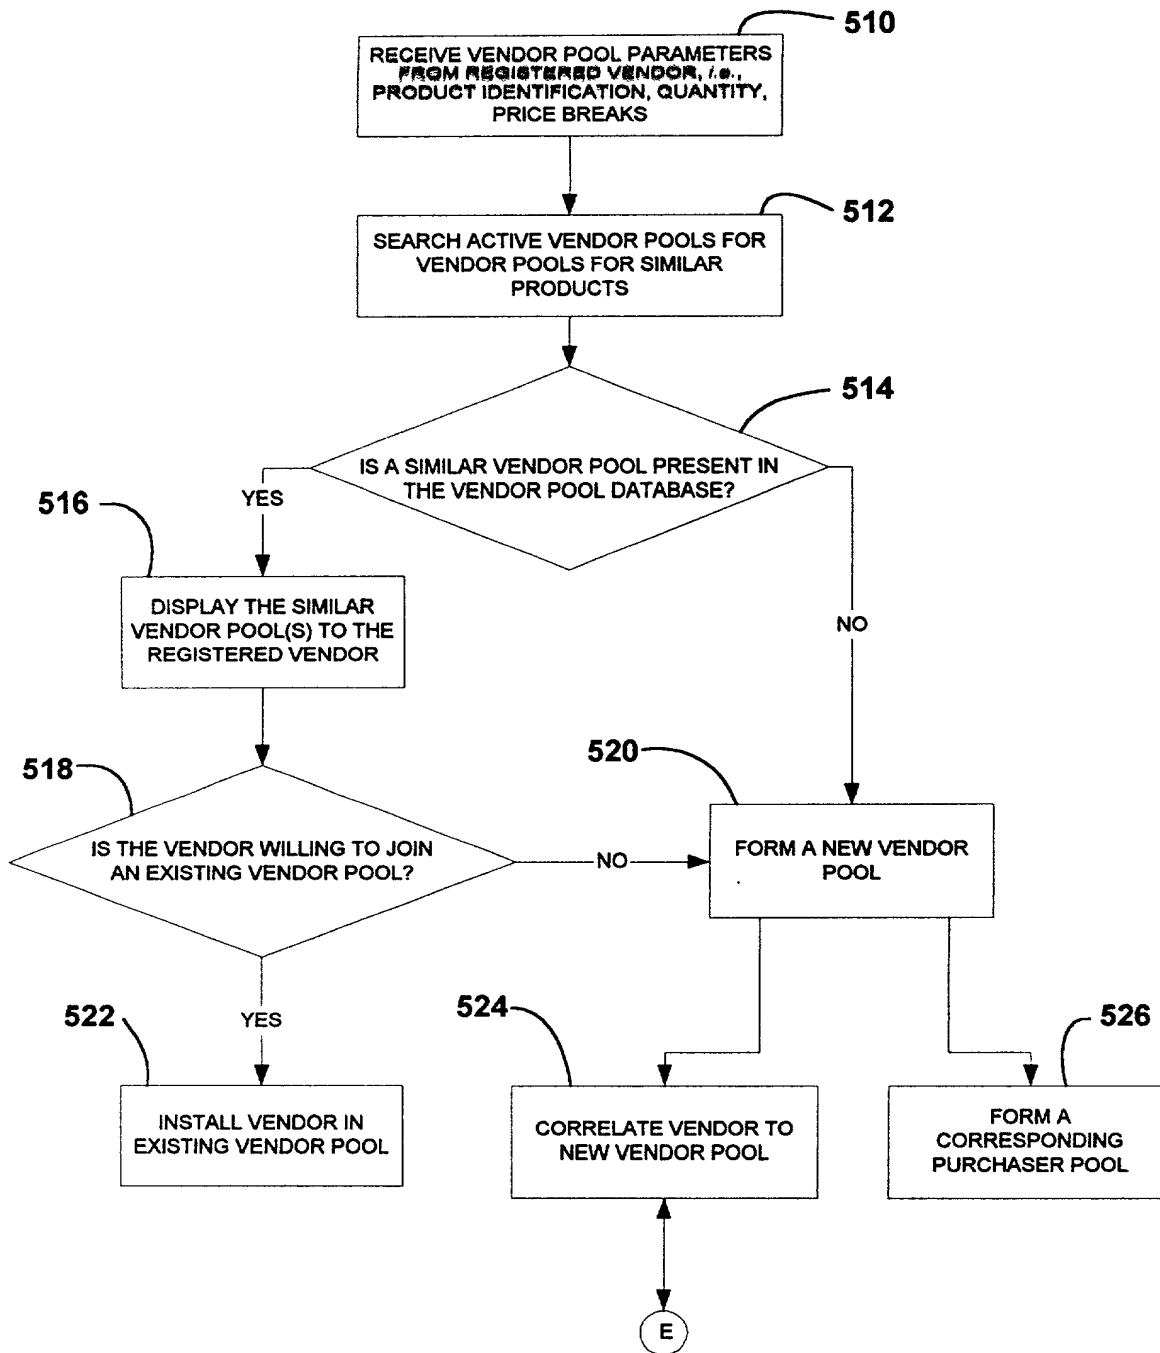 510
RECEIVE VENDOR POOL PARAMETERS
FROM REGISTERED VENDOR, i.e.,
PRODUCT IDENTIFICATION, QUANTITY,
PRICE BREAKS
512
SEARCH ACTIVE VENDOR POOLS FOR
VENDOR POOLS FOR SIMILAR
PRODUCTS
514
IS A SIMILAR VENDOR POOL PRESENT IN
THE VENDOR POOL DATABASE?
YES
516
DISPLAY THE SIMILAR
VENDOR POOL(S) TO THE
REGISTERED VENDOR
NO
518
IS THE VENDOR WILLING TO JOIN
AN EXISTING VENDOR POOL?
NO
520
FORM A NEW VENDOR
POOL
YES
522
INSTALL VENDOR IN
EXISTING VENDOR POOL
524
CORRELATE VENDOR TO
NEW VENDOR POOL
526
FORM A
CORRESPONDING
PURCHASER POOL
E